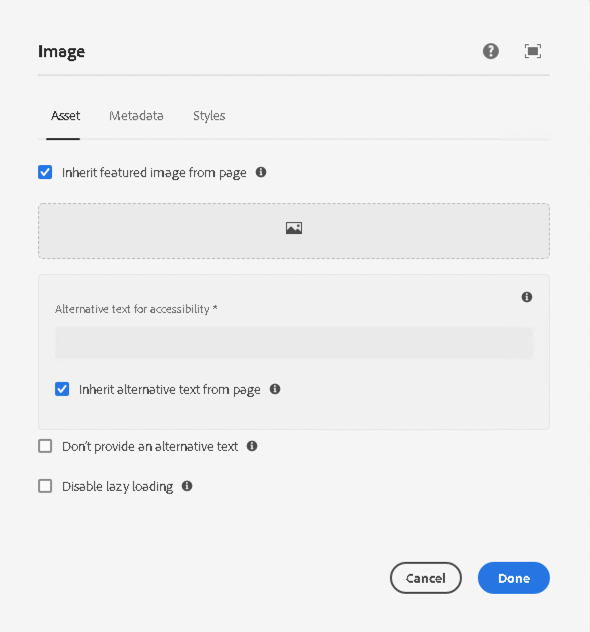 Image
Asset Metadata Styles
Inherit featured image from page
Alternative text for accessibility *
Inherit alternative text from page
Don't provide an alternative text
Disable lazy loading
Cancel Done